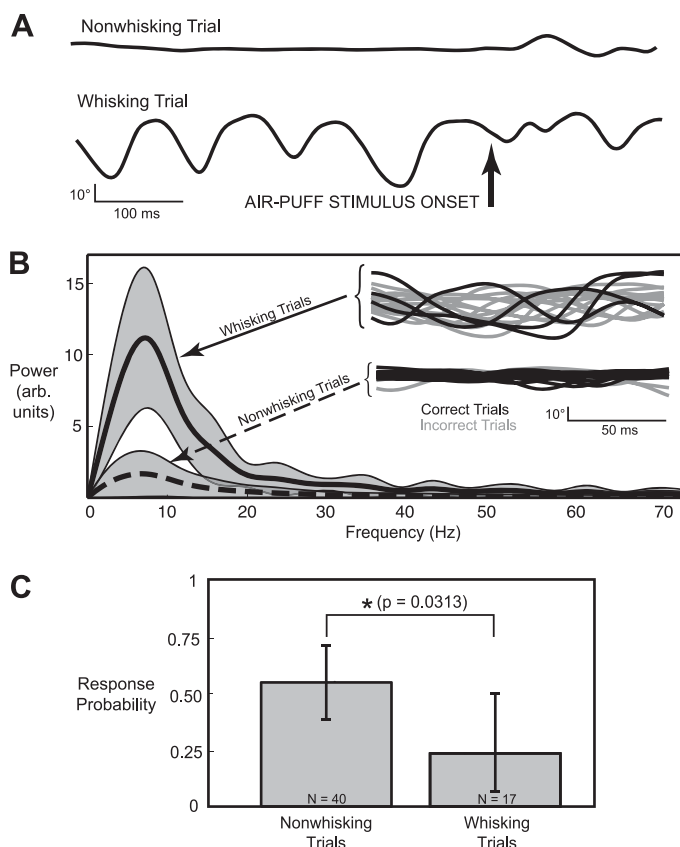 A
Nonwhisking Trial
Whisking Trial
10°
100 ms
AIR-PUFF STIMULUS ONSET
B
15
10
5
Power
(arb.
units)
Whisking Trials
Nonwhisking Trials
Correct Trials
Incorrect Trials
10°
50 ms
0 10 20 30 40 50 60 70
Frequency (Hz)
C
1
0.75
0.50
0.25
0
Response
Probability
* (p = 0.0313)
N = 40
N = 17
Nonwhisking
Trials
Whisking
Trials